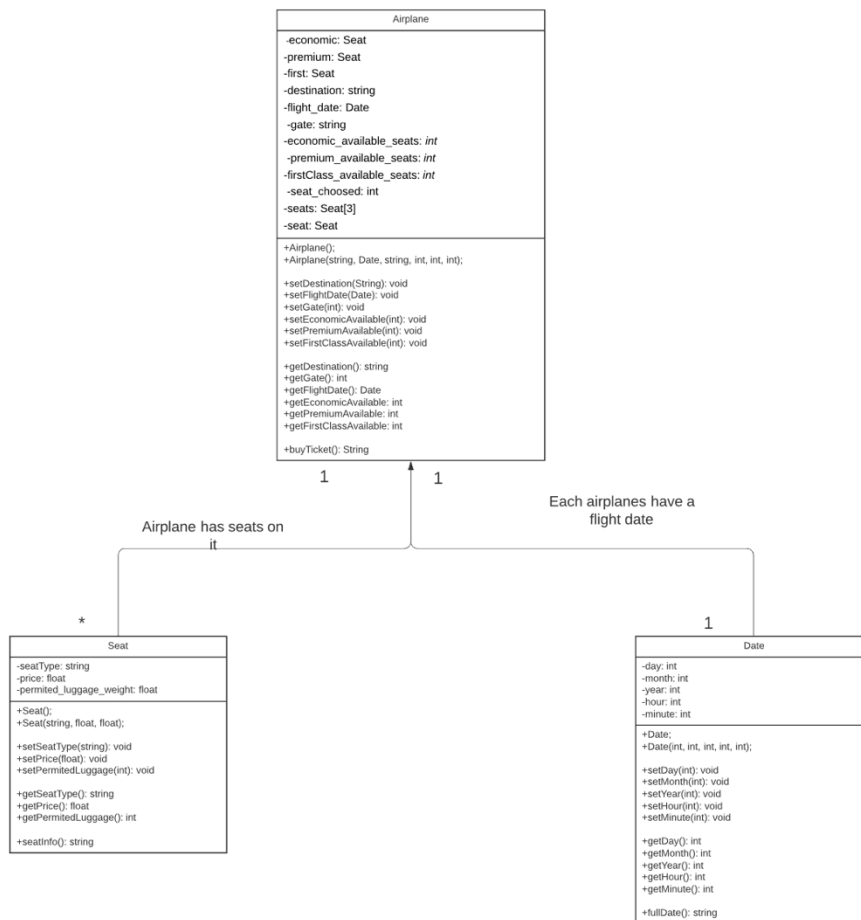 Airplane
-economic: Seat
-premium: Seat
-first: Seat
-destination: string
-flight_date: Date
-gate: string
-economic_available_seats: int
-premium_available_seats: int
-firstClass_available_seats: int
-seat_choosed: int
-seats: Seat[3]
-seat: Seat
+Airplane();
+Airplane(string, Date, string, int, int, int);
+setDestination(String): void
+setFlightDate(Date): void
+setGate(int): void
+setEconomicAvailable(int): void
+setPremiumAvailable(int): void
+setFirstClassAvailable(int): void
+getDestination(): string
+getGate(): int
+getFlightDate(): Date
+getEconomicAvailable: int
+getPremiumAvailable: int
+getFirstClassAvailable: int
+buyTicket(): String
1
1
Airplane has seats on
it
Each airplanes have a
flight date
*
1
Seat
-seatType: string
-price: float
-permited_luggage_weight: float
+Seat();
+Seat(string, float, float);
+setSeatType(string): void
+setPrice(float): void
+setPermitedLuggage(int): void
+getSeatType(): string
+getPrice(): float
+getPermitedLuggage(): int
+seatInfo(): string
Date
-day: int
-month: int
-year: int
-hour: int
-minute: int
+Date;
+Date(int, int, int, int, int);
+setDay(int): void
+setMonth(int): void
+setYear(int): void
+setHour(int): void
+setMinute(int): void
+getDay(): int
+getMonth(): int
+getYear(): int
+getHour(): int
+getMinute(): int
+fullDate(): string